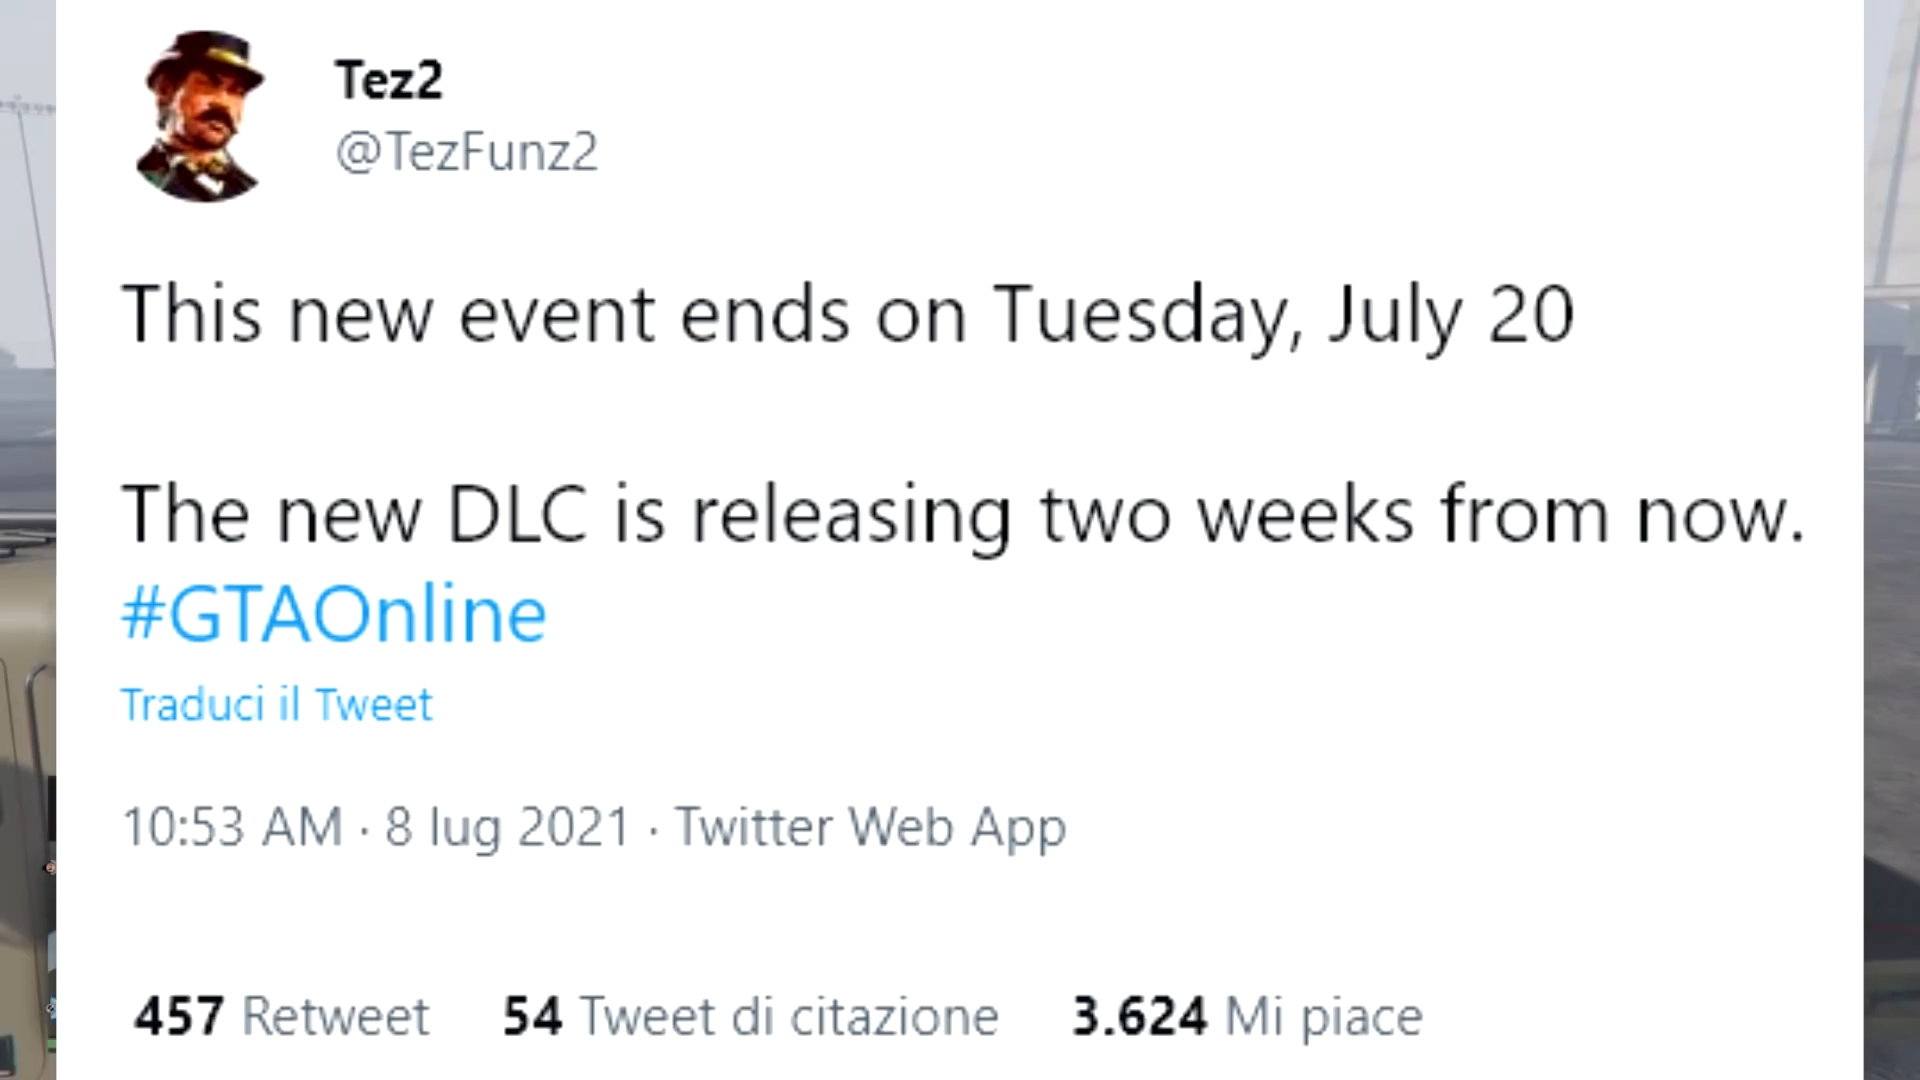 Tez2
@TezFunz2
This new event ends on Tuesday, July 20
The new DLC is releasing two weeks from now.
#GTAOnline
Traduci il Tweet
10:53 AM · 8 lug 2021 · Twitter Web App
457 Retweet 54 Tweet di citazione 3.624 Mi piace